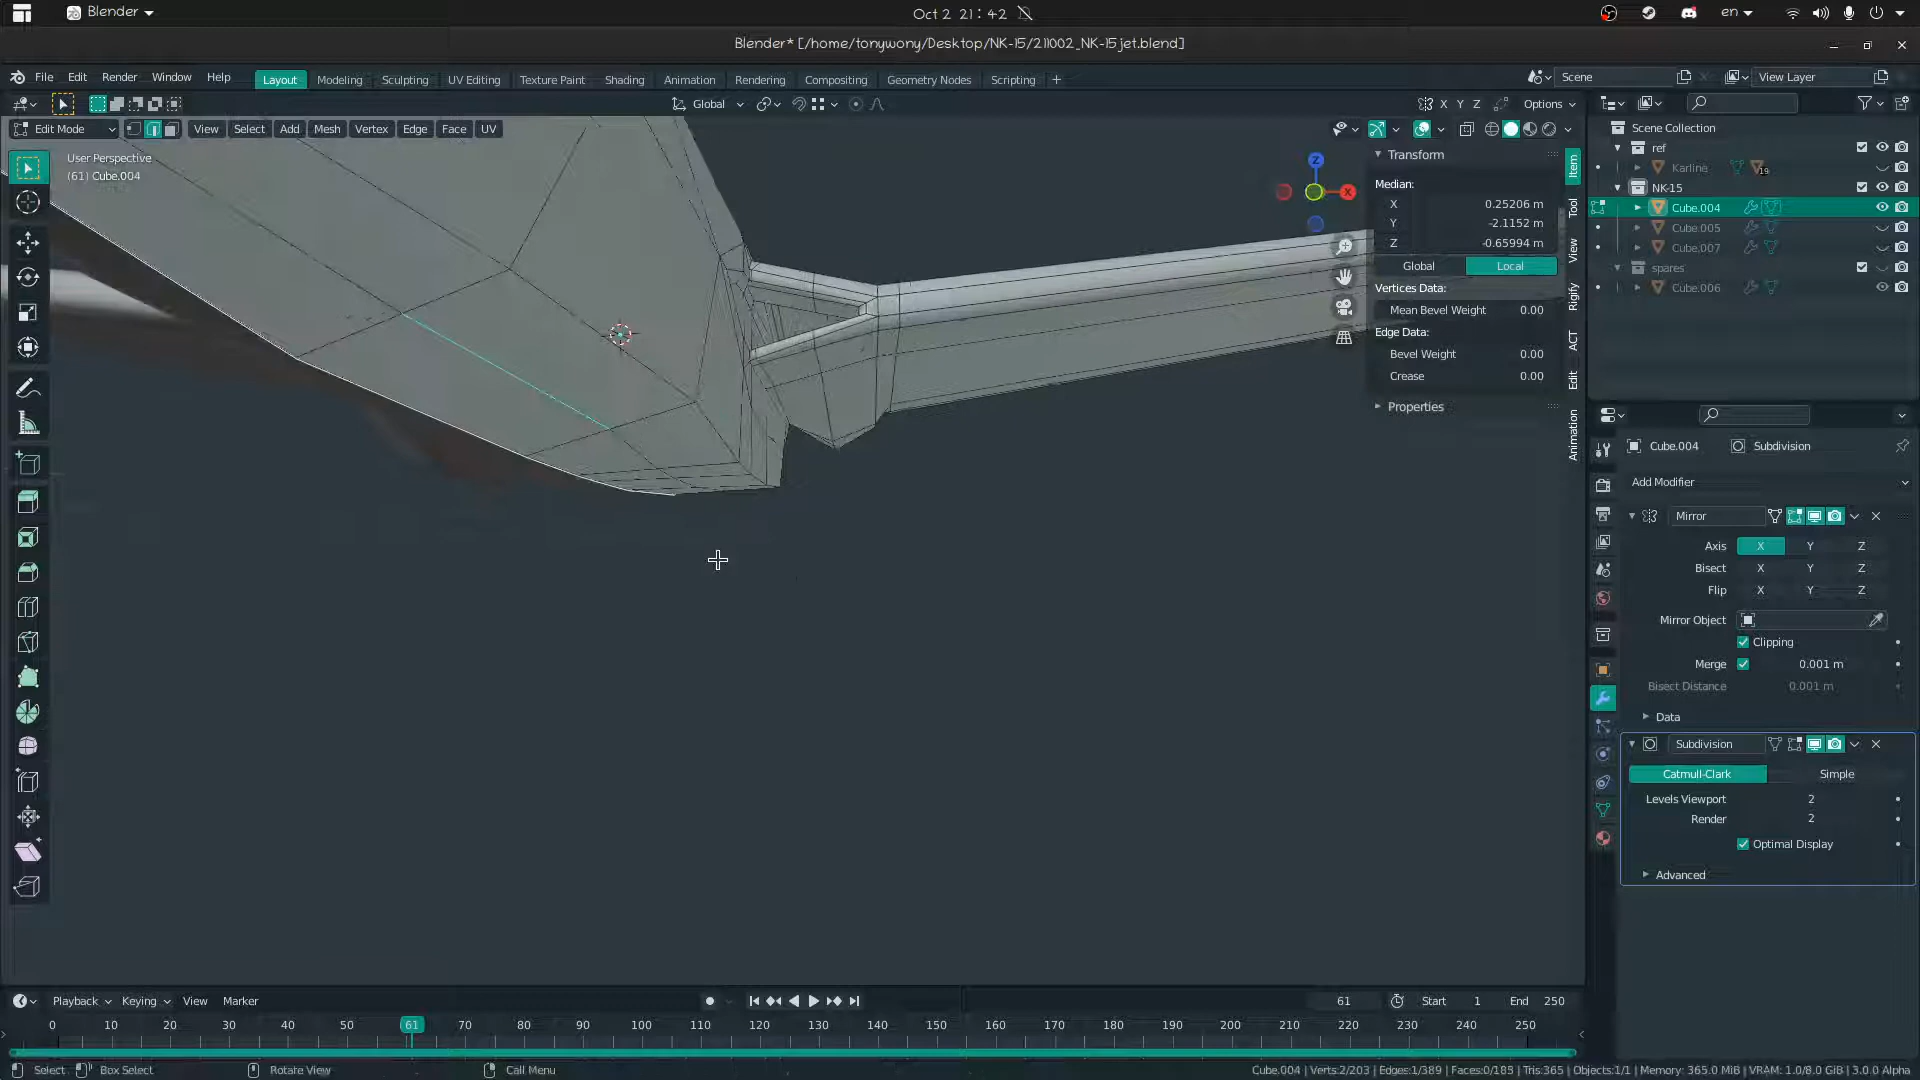 Blender Oct 2 21:42 en
Blender* [/home/tonywony/Desktop/NK-15/211002_NK-15jet.blend]
File Edit Render Window Help Layout Modeling Sculpting UV Editing Texture Paint Shading Animation Rendering Compositing Geometry Nodes Scripting + Scene View Layer
Global X Y Z Options
Edit Mode View Select Add Mesh Vertex Edge Face UV
User Perspective
(61) Cube.004
Z
X
Transform
Median:
X 0.25206 m
Y -2.1152 m
Z -0.65994 m
Global Local
Vertices Data:
Mean Bevel Weight 0.00
Edge Data:
Bevel Weight 0.00
Crease 0.00
Properties
Item
Tool
View
Rigify
ACT
Edit
Animation
Scene Collection
ref
Karline 19
NK-15
Cube.004
Cube.005
Cube.007
spares
Cube.006
Cube.004 Subdivision
Add Modifier
Mirror
Axis X Y Z
Bisect X Y Z
Flip X Y Z
Mirror Object
Clipping
Merge 0.001 m
Bisect Distance 0.001 m
Data
Subdivision
Catmull-Clark Simple
Levels Viewport 2
Render 2
Optimal Display
Advanced
Playback Keying View Marker 61 Start 1 End 250
0 10 20 30 40 50 61 70 80 90 100 110 120 130 140 150 160 170 180 190 200 210 220 230 240 250
Select Box Select Rotate View Call Menu Cube.004 | Verts:2/203 | Edges:1/389 | Faces:0/185 | Tris:365 | Objects:1/1 | Memory: 365.0 MiB | VRAM: 1.0/8.0 GiB | 3.0.0 Alpha